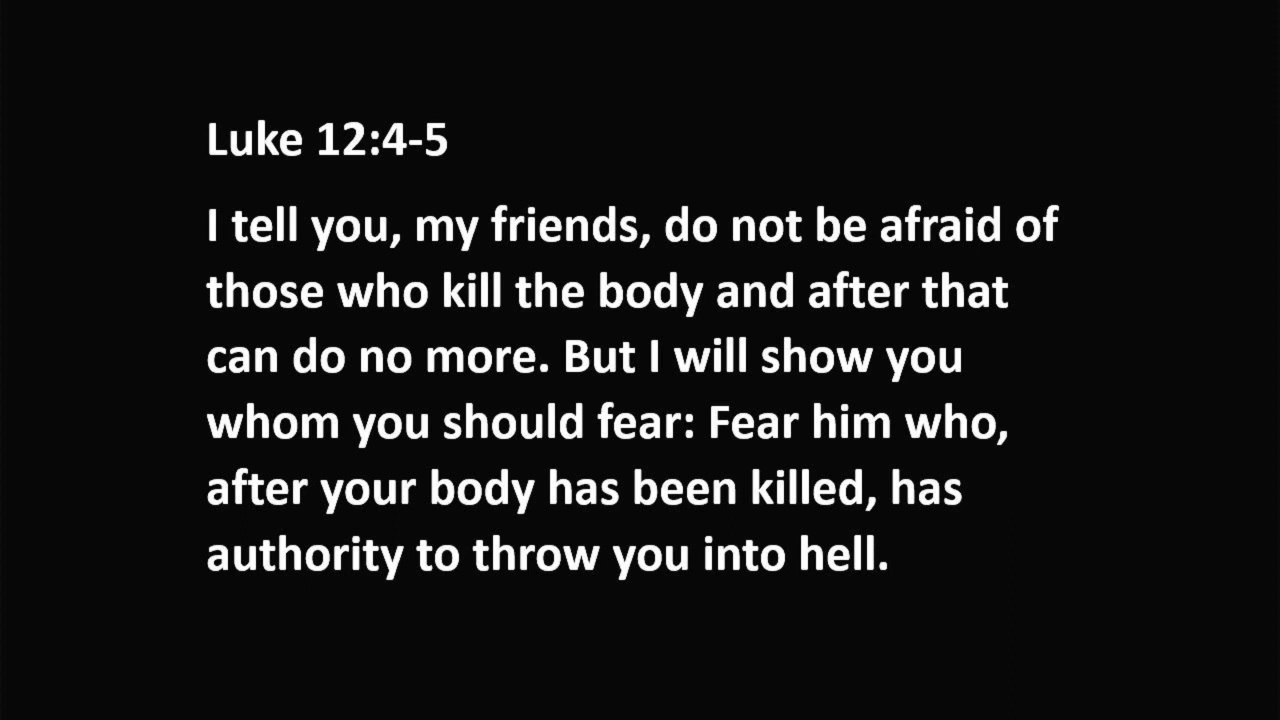 Luke 12:4-5
I tell you, my friends, do not be afraid of
those who kill the body and after that
can do no more. But I will show you
whom you should fear: Fear him who,
after your body has been killed, has
authority to throw you into hell.